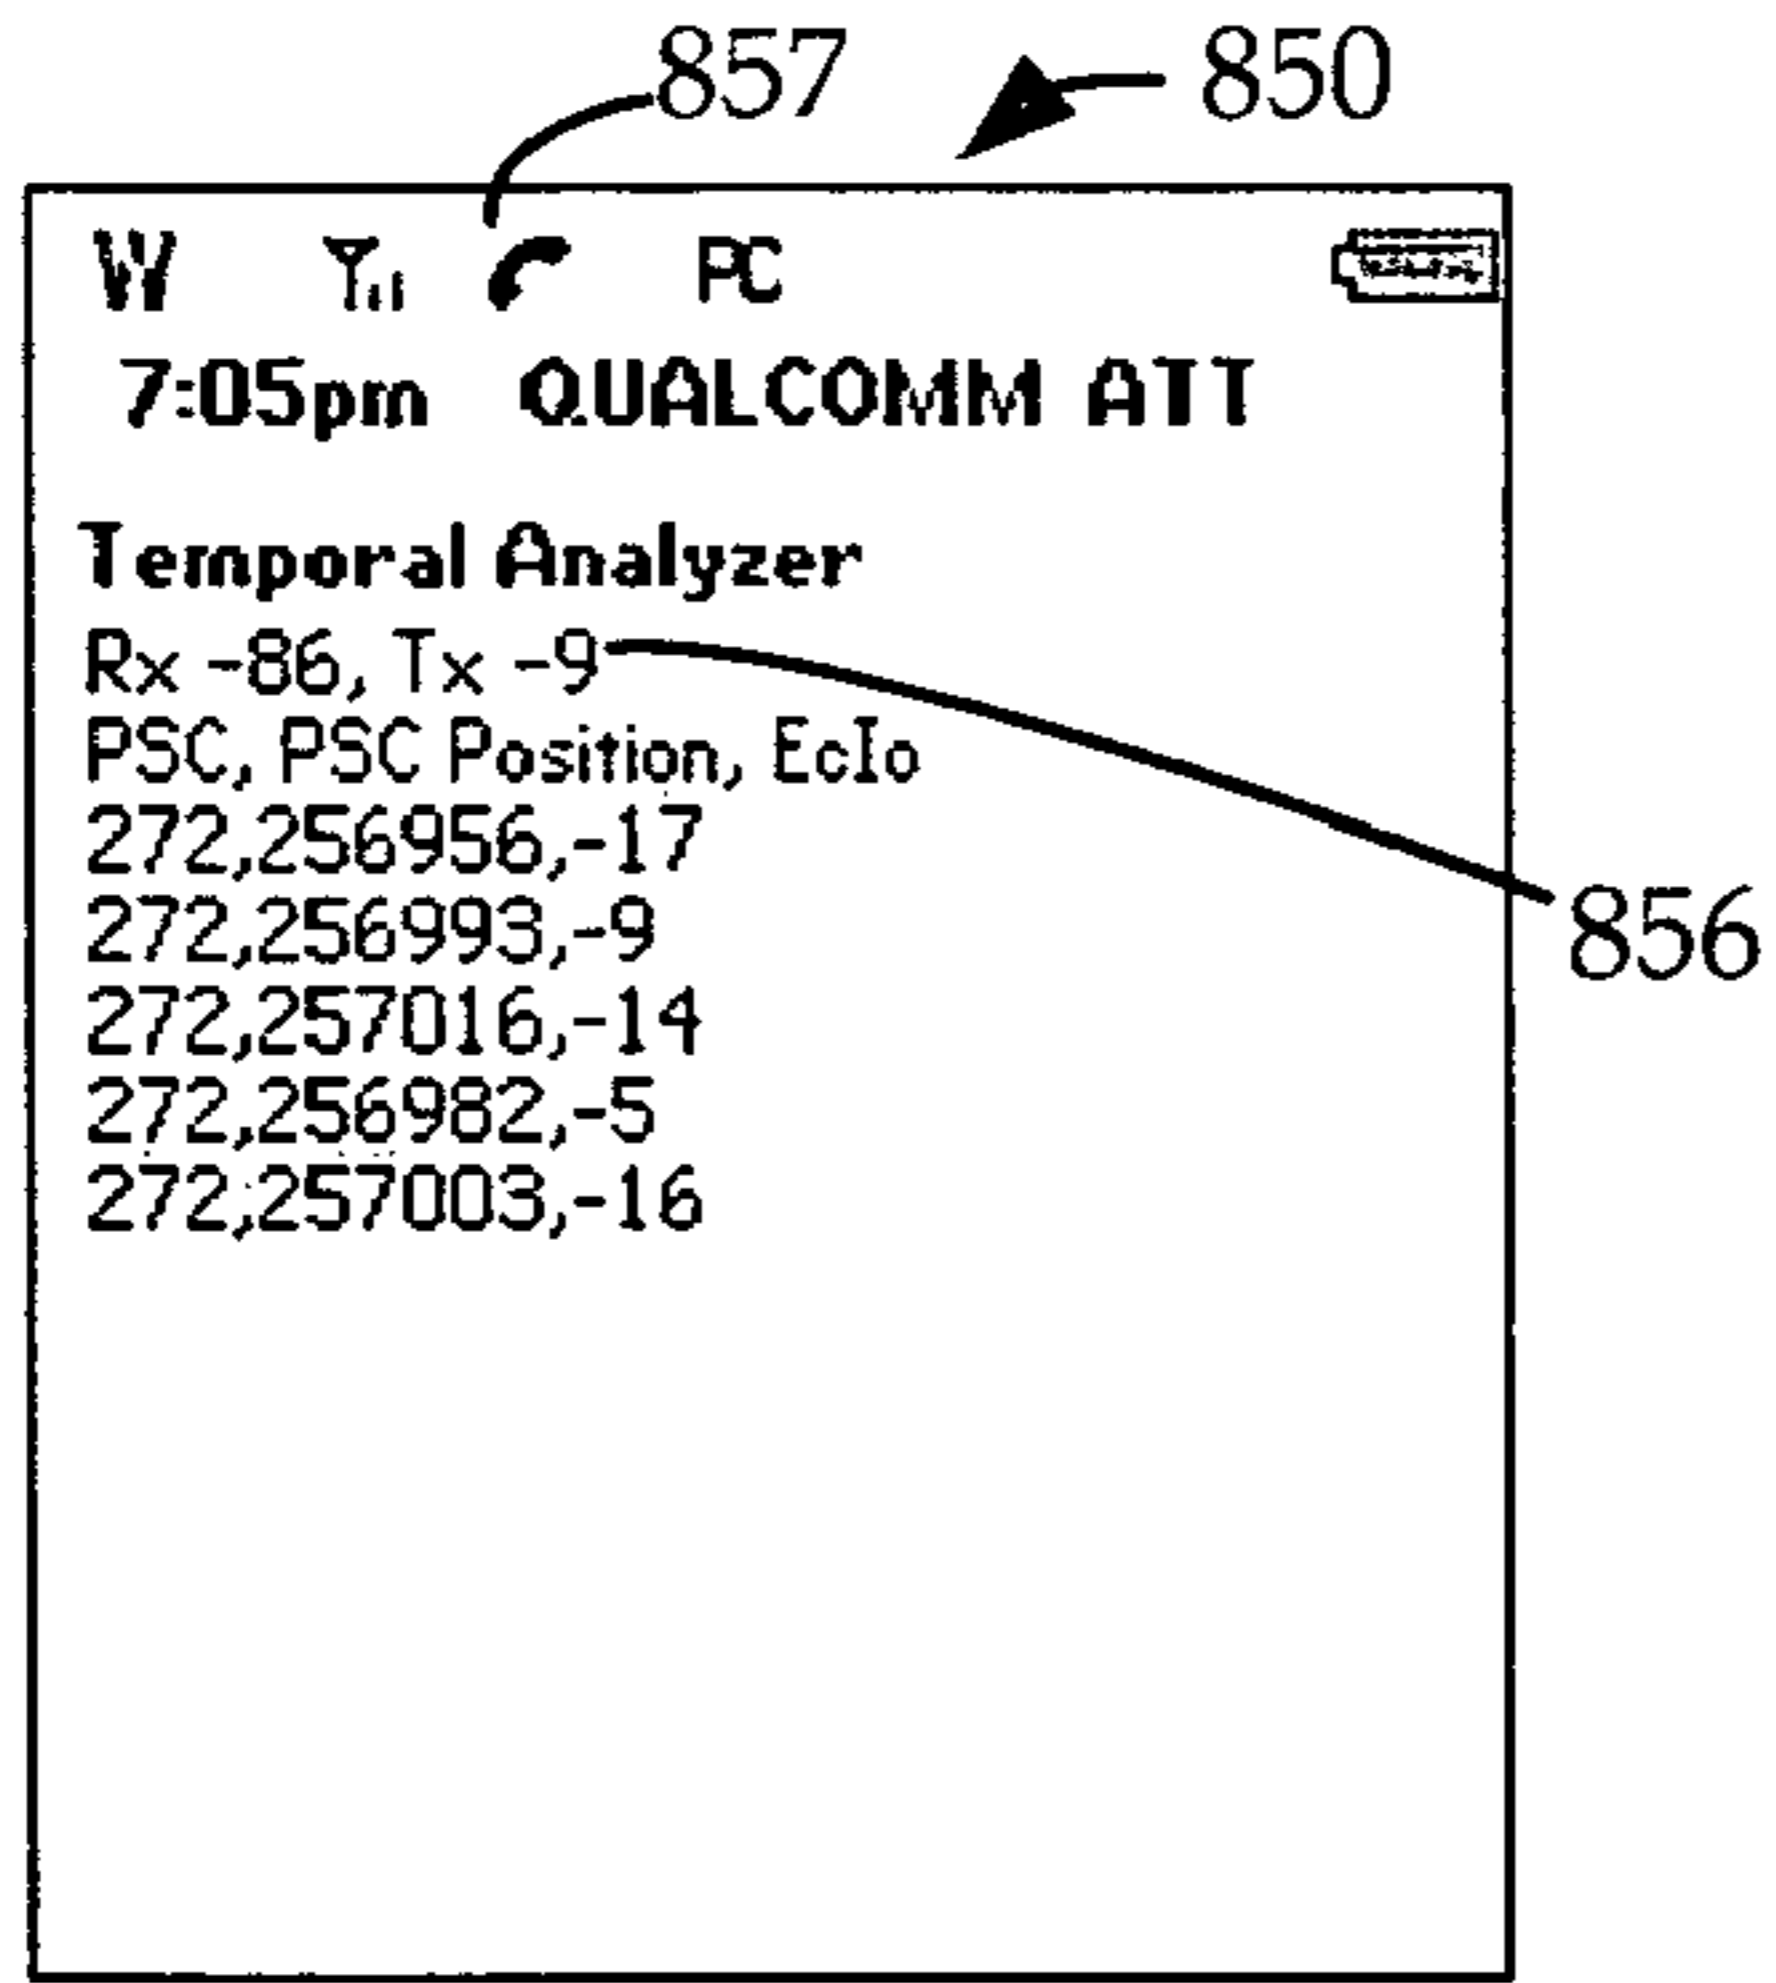 857 850
W PC
7:05pm QUALCOMM ATT
Temporal Analyzer
Rx -86, Tx -9
PSC, PSC Position, EcIo
272,256956,-17
272,256993,-9
856
272,257016,-14
272,256982,-5
272,257003,-16